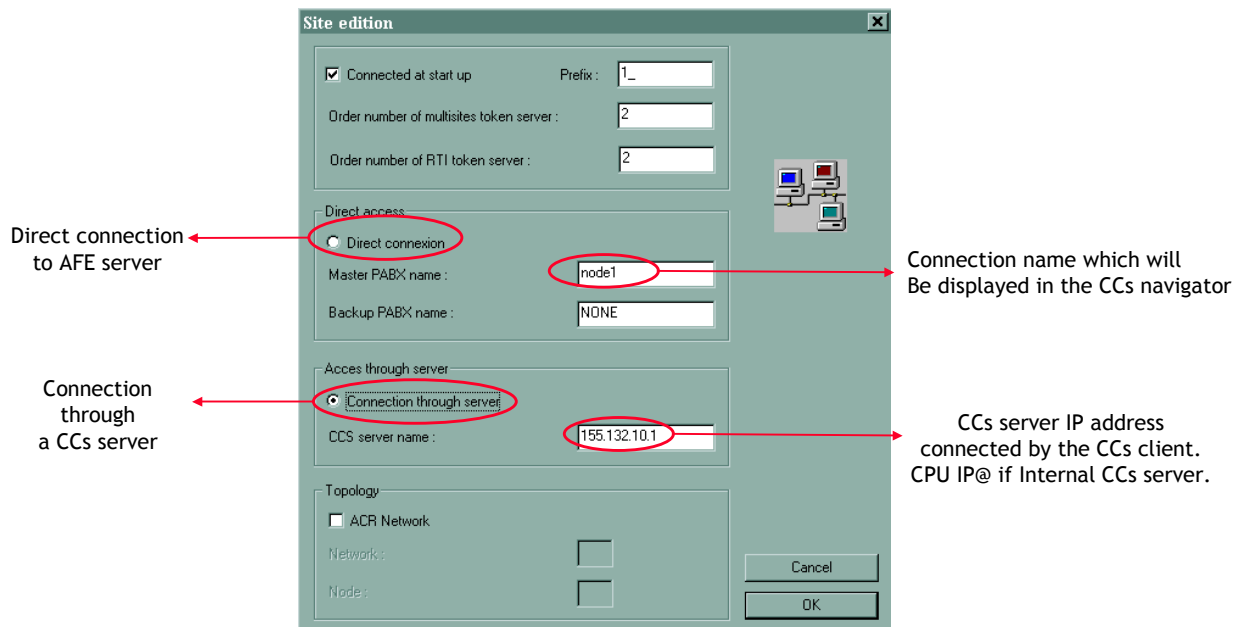 Site edition
Connected at start up
Prefix :
1_
Order number of multisites token server :
2
Order number of RTI token server :
2
Direct access
Direct connexion
Master PABX name :
node1
Backup PABX name :
NONE
Acces through server
Connection through server
CCS server name :
155.132.10.1
Topology
ACR Network
Network :
Node :
Cancel
OK
Direct connection
to AFE server
Connection
through
a CCs server
Connection name which will
Be displayed in the CCs navigator
CCs server IP address
connected by the CCs client.
CPU IP@ if Internal CCs server.